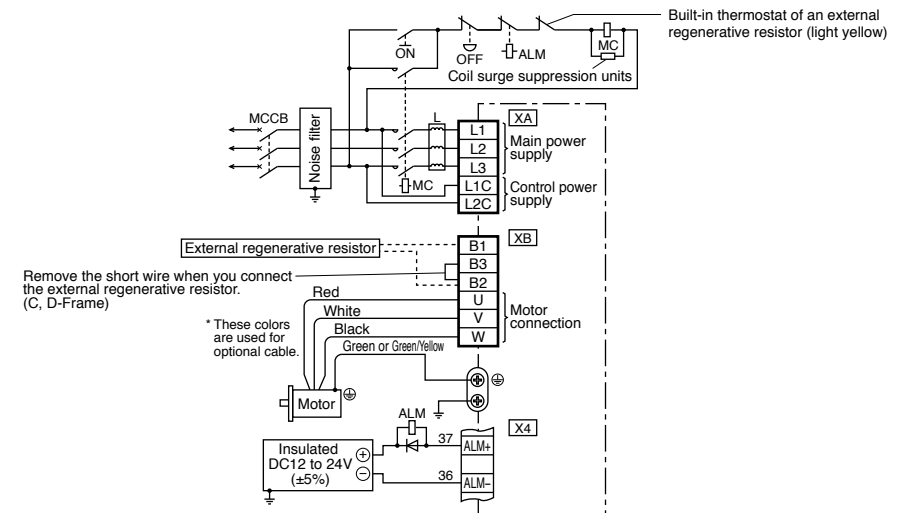 Built-in thermostat of an external
regenerative resistor (light yellow)
ON
OFF
ALM
MC
Coil surge suppression units
MCCB
Noise filter
L
MC
XA
L1
L2
L3
L1C
L2C
Main power
supply
Control power
supply
XB
External regenerative resistor
B1
B3
B2
U
V
W
Remove the short wire when you connect
the external regenerative resistor.
(C, D-Frame)
Red
White
Black
Green or Green/Yellow
* These colors
are used for
optional cable.
Motor
connection
Motor
ALM
X4
Insulated
DC12 to 24V
(±5%)
+
−
37
ALM+
36
ALM−